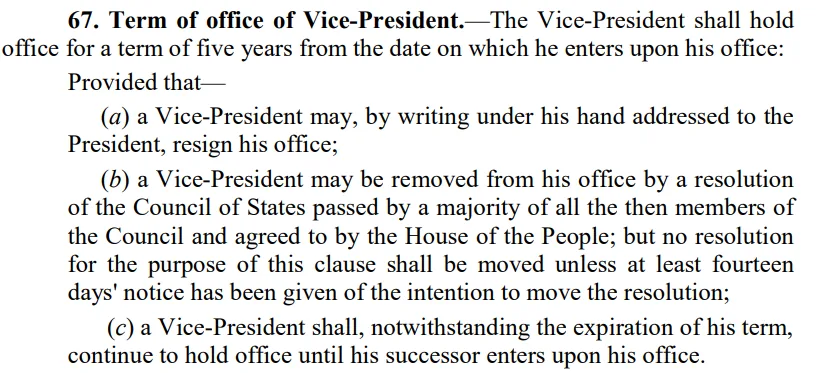 67. Term of office of Vice-President.—The Vice-President shall hold
office for a term of five years from the date on which he enters upon his office:
Provided that—
(a) a Vice-President may, by writing under his hand addressed to the
President, resign his office;
(b) a Vice-President may be removed from his office by a resolution
of the Council of States passed by a majority of all the then members of
the Council and agreed to by the House of the People; but no resolution
for the purpose of this clause shall be moved unless at least fourteen
days' notice has been given of the intention to move the resolution;
(c) a Vice-President shall, notwithstanding the expiration of his term,
continue to hold office until his successor enters upon his office.